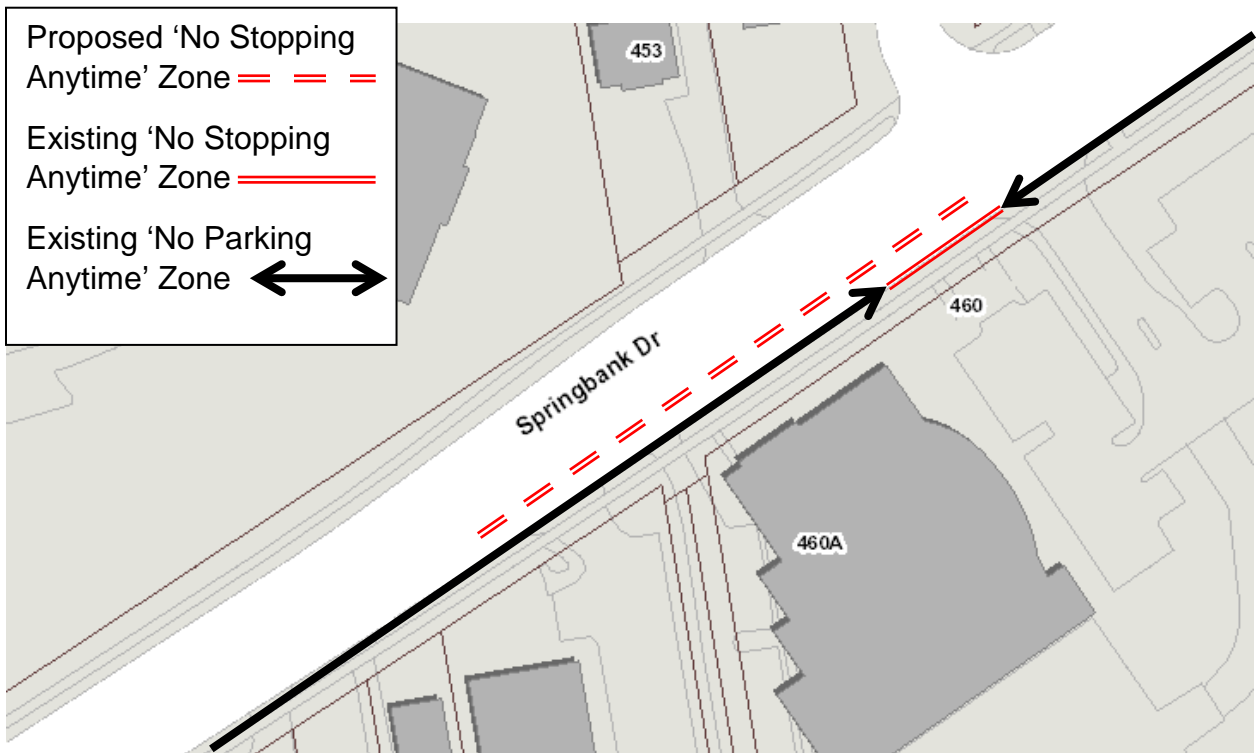 Proposed ‘No Stopping
Anytime’ Zone
Existing ‘No Stopping
Anytime’ Zone
Existing ‘No Parking
Anytime’ Zone
453
460
Springbank Dr
460A